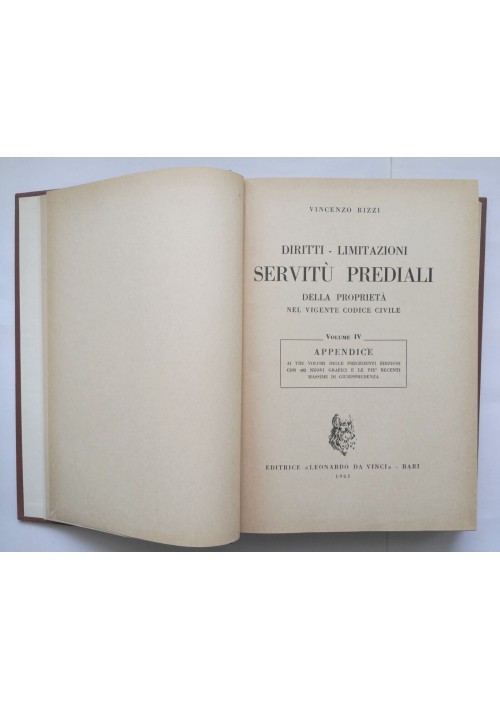 VINCENZO RIZZI
DIRITTI - LIMITAZIONI
SERVITÙ PREDIALI
DELLA PROPRIETÀ
NEL VIGENTE CODICE CIVILE
VOLUME IV
APPENDICE
AI TRE VOLUMI DELLE PRECEDENTI EDIZIONI
CON NUOVI GRAFICI E LE PIU' RECENTI
MASSIME DI GIURISPRUDENZA
EDITRICE «LEONARDO DA VINCI» - BARI